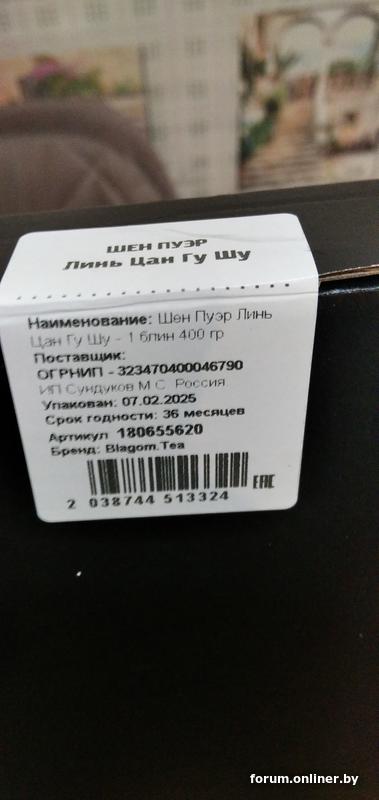 ШЕН ПУЭР
Линь Цан Гу Шу
Наименование: Шен Пуэр Линь
Цан Гу Шу - 1 блин 400 гр
Поставщик:
ОГРНИП - 323470400046790
ИП Сундуков М С Россия
Упакован: 07.02.2025
Срок годности: 36 месяцев
Артикул 180655620
Бренд: Blagom.Tea
EAC
2 038744 513324
forum.onliner.by